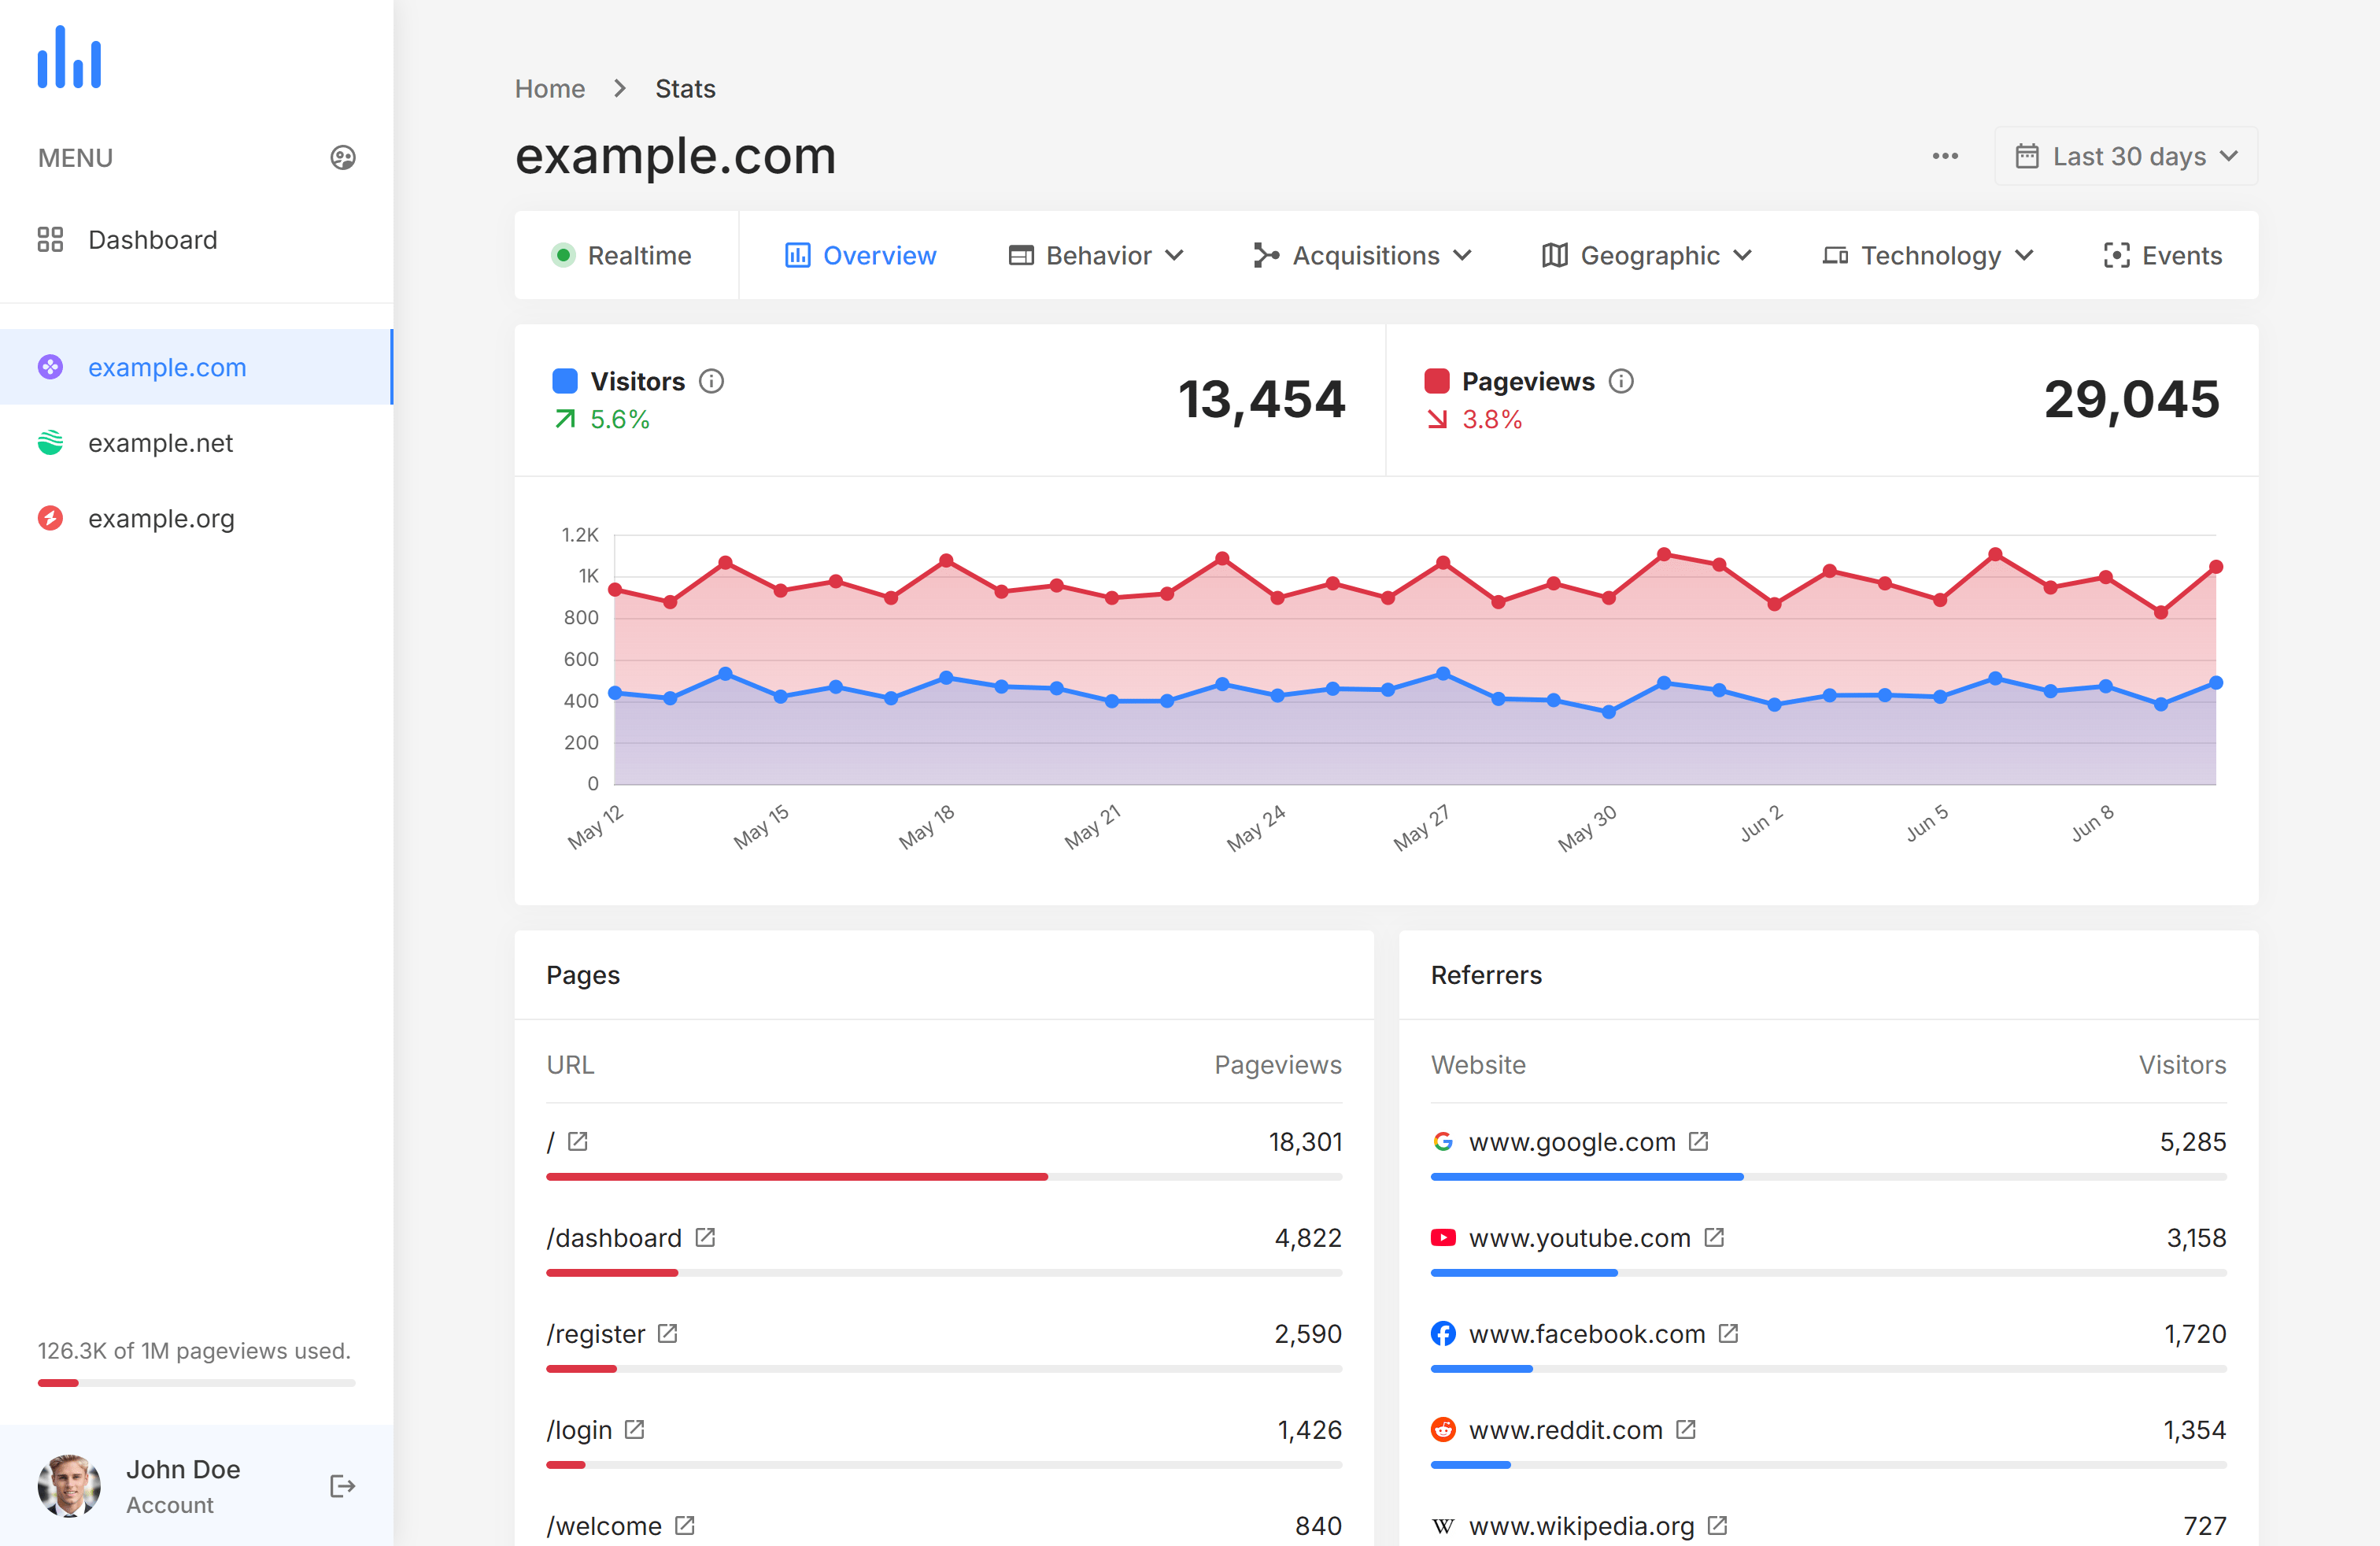 MENU
Dashboard
example.com
example.net
example.org
126.3K of 1M pageviews used.
John Doe
Account
Home > Stats
example.com
Last 30 days
Realtime
Overview
Behavior
Acquisitions
Geographic
Technology
Events
Visitors
5.6%
13,454
Pageviews
3.8%
29,045
1.2K
1K
800
600
400
200
0
May 12
May 15
May 18
May 21
May 24
May 27
May 30
Jun 2
Jun 5
Jun 8
Pages
URL Pageviews
/ 18,301
/dashboard 4,822
/register 2,590
/login 1,426
/welcome 840
Referrers
Website Visitors
www.google.com 5,285
www.youtube.com 3,158
www.facebook.com 1,720
www.reddit.com 1,354
www.wikipedia.org 727